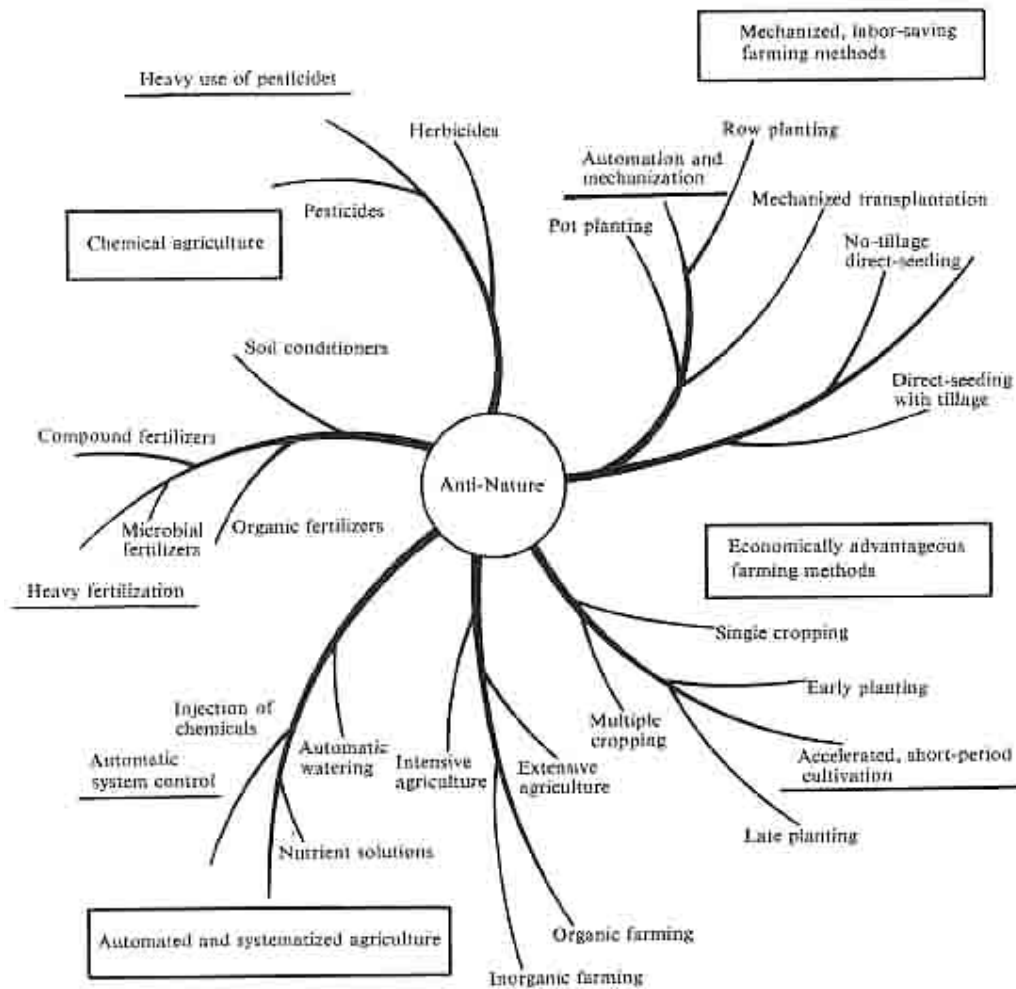 Mechanized, labor-saving
farming methods
Heavy use of pesticides
Herbicides
Row planting
Automation and
mechanization
Pesticides
Mechanized transplantation
Chemical agriculture
Pot planting
No-tillage
direct-seeding
Soil conditioners
Direct-seeding
with tillage
Compound fertilizers
Anti-Nature
Microbial
fertilizers
Organic fertilizers
Economically advantageous
farming methods
Heavy fertilization
Single cropping
Early planting
Injection of
chemicals
Multiple
cropping
Automatic
watering
Intensive
agriculture
Extensive
agriculture
Automatic
system control
Accelerated, short-period
cultivation
Late planting
Nutrient solutions
Automated and systematized agriculture
Organic farming
Inorganic farming